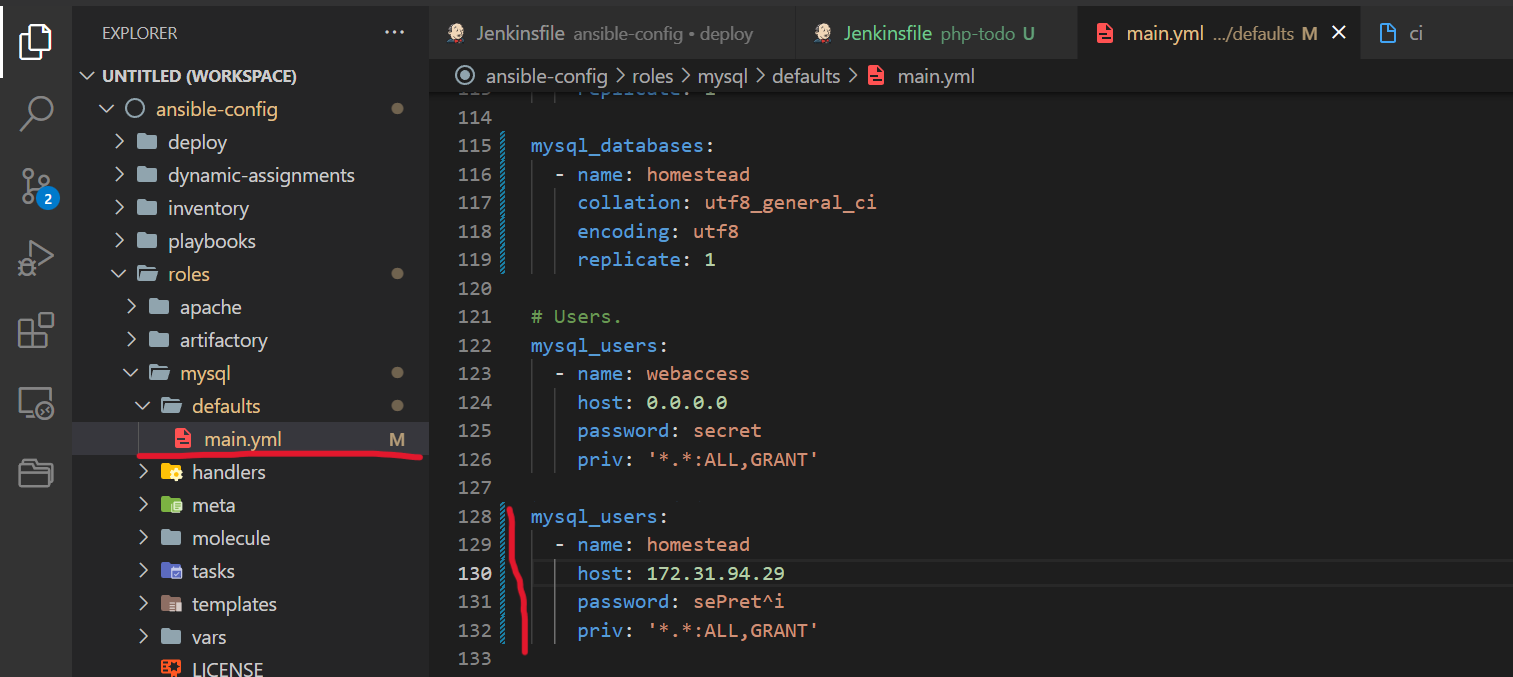 EXPLORER ...
UNTITLED (WORKSPACE)
ansible-config
deploy
dynamic-assignments
inventory
playbooks
roles
apache
artifactory
mysql
defaults
main.yml M
handlers
meta
molecule
tasks
templates
vars
LICENSE
2
Jenkinsfile ansible-config • deploy
Jenkinsfile php-todo U
main.yml .../defaults M
ci
ansible-config > roles > mysql > defaults > main.yml
113 replicate: 1
114
115 mysql_databases:
116 - name: homestead
117 collation: utf8_general_ci
118 encoding: utf8
119 replicate: 1
120
121 # Users.
122 mysql_users:
123 - name: webaccess
124 host: 0.0.0.0
125 password: secret
126 priv: '*.*:ALL,GRANT'
127
128 mysql_users:
129 - name: homestead
130 host: 172.31.94.29
131 password: sePret^i
132 priv: '*.*:ALL,GRANT'
133